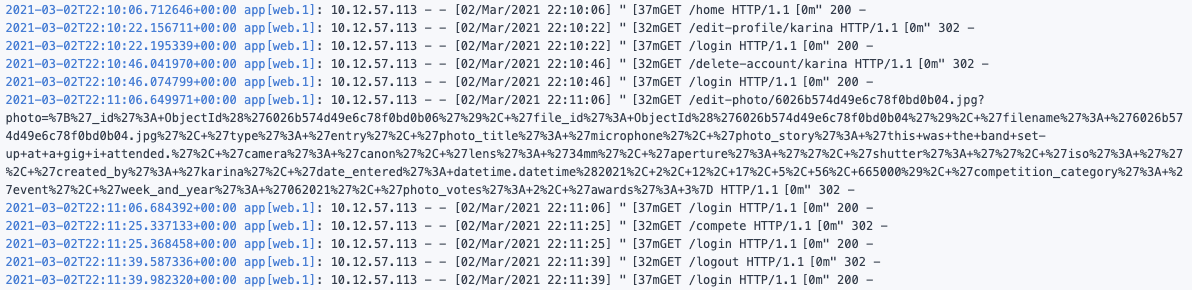 2021-03-02T22:10:06.712646+00:00 app[web.1]: 10.12.57.113 - - [02/Mar/2021 22:10:06] "[37mGET /home HTTP/1.1[0m" 200 -
2021-03-02T22:10:22.156711+00:00 app[web.1]: 10.12.57.113 - - [02/Mar/2021 22:10:22] "[32mGET /edit-profile/karina HTTP/1.1[0m" 302 -
2021-03-02T22:10:22.195339+00:00 app[web.1]: 10.12.57.113 - - [02/Mar/2021 22:10:22] "[37mGET /login HTTP/1.1[0m" 200 -
2021-03-02T22:10:46.041970+00:00 app[web.1]: 10.12.57.113 - - [02/Mar/2021 22:10:46] "[32mGET /delete-account/karina HTTP/1.1[0m" 302 -
2021-03-02T22:10:46.074799+00:00 app[web.1]: 10.12.57.113 - - [02/Mar/2021 22:10:46] "[37mGET /login HTTP/1.1[0m" 200 -
2021-03-02T22:11:06.649971+00:00 app[web.1]: 10.12.57.113 - - [02/Mar/2021 22:11:06] "[32mGET /edit-photo/6026b574d49e6c78f0bd0b04.jpg?
photo=%7B%27_id%27%3A+ObjectId%28%276026b574d49e6c78f0bd0b06%27%29%2C+%27file_id%27%3A+ObjectId%28%276026b574d49e6c78f0bd0b04%27%29%2C+%27filename%27%3A+%276026b57
4d49e6c78f0bd0b04.jpg%27%2C+%27type%27%3A+%27entry%27%2C+%27photo_title%27%3A+%27microphone%27%2C+%27photo_story%27%3A+%27this+was+the+band+set-
up+at+a+gig+i+attended.%27%2C+%27camera%27%3A+%27canon%27%2C+%27lens%27%3A+%2734mm%27%2C+%27aperture%27%3A+%27%27%2C+%27shutter%27%3A+%27%27%2C+%27iso%27%3A+%27%27
%2C+%27created_by%27%3A+%27karina%27%2C+%27date_entered%27%3A+datetime.datetime%282021%2C+2%2C+12%2C+17%2C+5%2C+56%2C+665000%29%2C+%27competition_category%27%3A+%2
7event%27%2C+%27week_and_year%27%3A+%27062021%27%2C+%27photo_votes%27%3A+2%2C+%27awards%27%3A+3%7D HTTP/1.1[0m" 302 -
2021-03-02T22:11:06.684392+00:00 app[web.1]: 10.12.57.113 - - [02/Mar/2021 22:11:06] "[37mGET /login HTTP/1.1[0m" 200 -
2021-03-02T22:11:25.337133+00:00 app[web.1]: 10.12.57.113 - - [02/Mar/2021 22:11:25] "[32mGET /compete HTTP/1.1[0m" 302 -
2021-03-02T22:11:25.368458+00:00 app[web.1]: 10.12.57.113 - - [02/Mar/2021 22:11:25] "[37mGET /login HTTP/1.1[0m" 200 -
2021-03-02T22:11:39.587336+00:00 app[web.1]: 10.12.57.113 - - [02/Mar/2021 22:11:39] "[32mGET /logout HTTP/1.1[0m" 302 -
2021-03-02T22:11:39.982320+00:00 app[web.1]: 10.12.57.113 - - [02/Mar/2021 22:11:39] "[37mGET /login HTTP/1.1[0m" 200 -